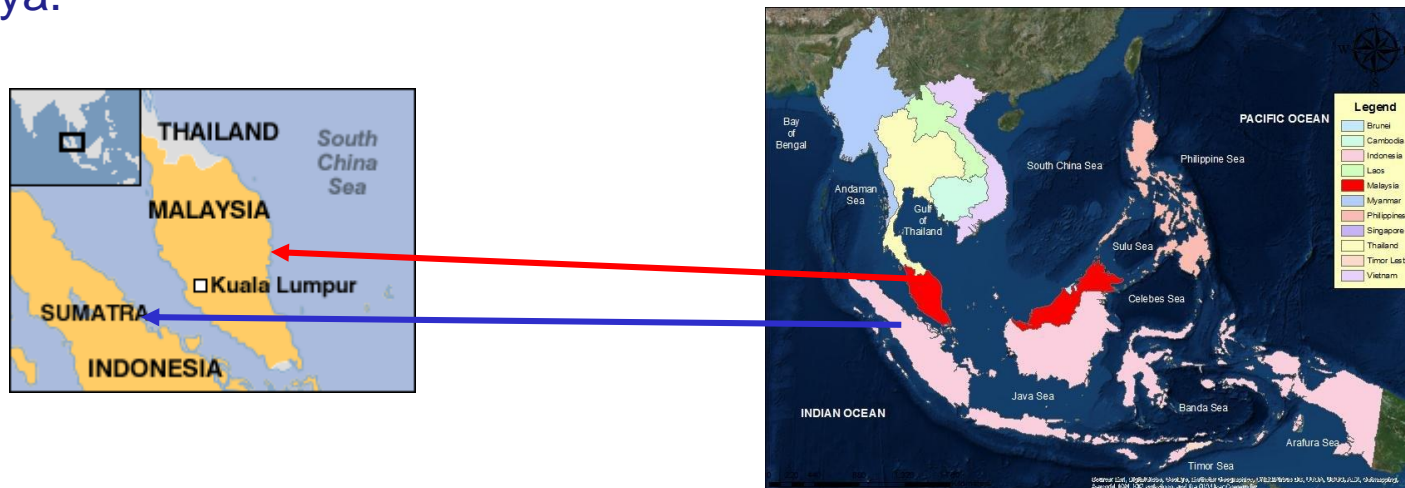 ya.
THAILAND
South
China
Sea
MALAYSIA
Kuala Lumpur
SUMATRA
INDONESIA
N
W
PACIFIC OCEAN
Legend
Brunei
Cambodia
Indonesia
Laos
Malaysia
Myanmar
Philippines
Singapore
Thailand
Timor Lest
Vietnam
Bay
of
Bengal
South China Sea
Philippine Sea
Andaman
Sea
Gulf
of
Thailand
Sulu Sea
Celebes Sea
Java Sea
Banda Sea
INDIAN OCEAN
Arafura Sea
Timor Sea